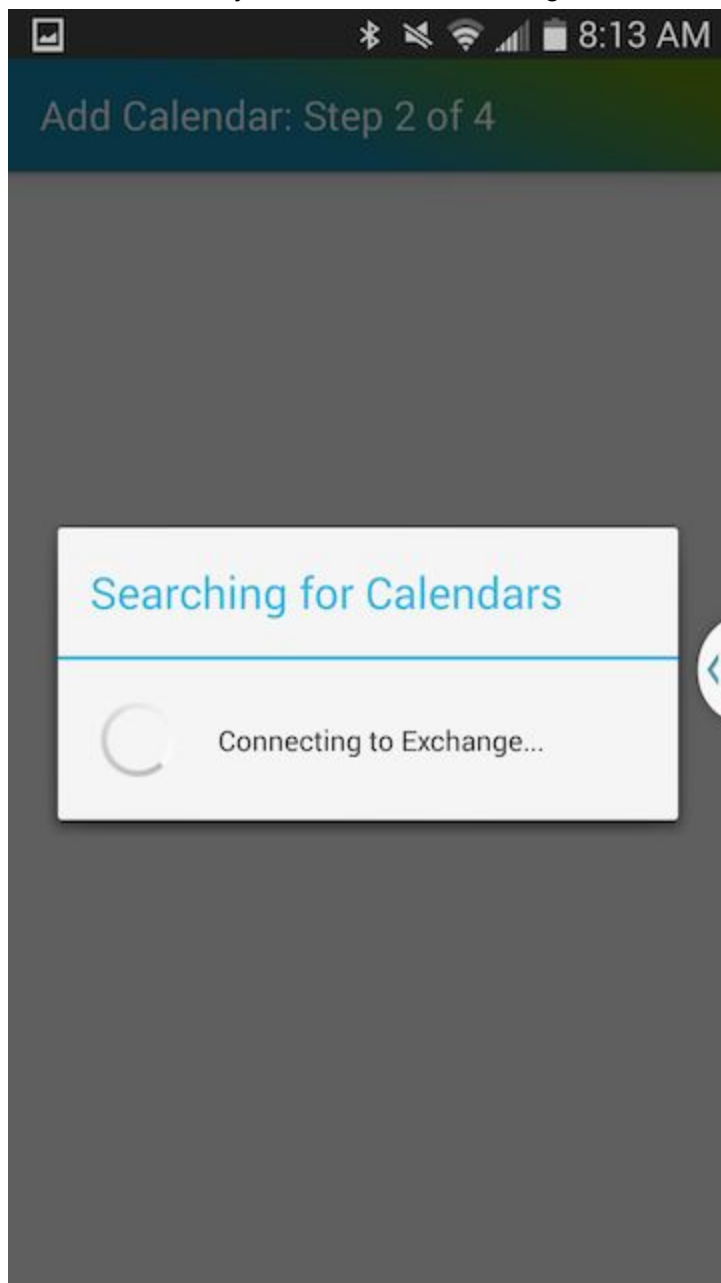 8:13 AM
Add Calendar: Step 2 of 4
Searching for Calendars
Connecting to Exchange...